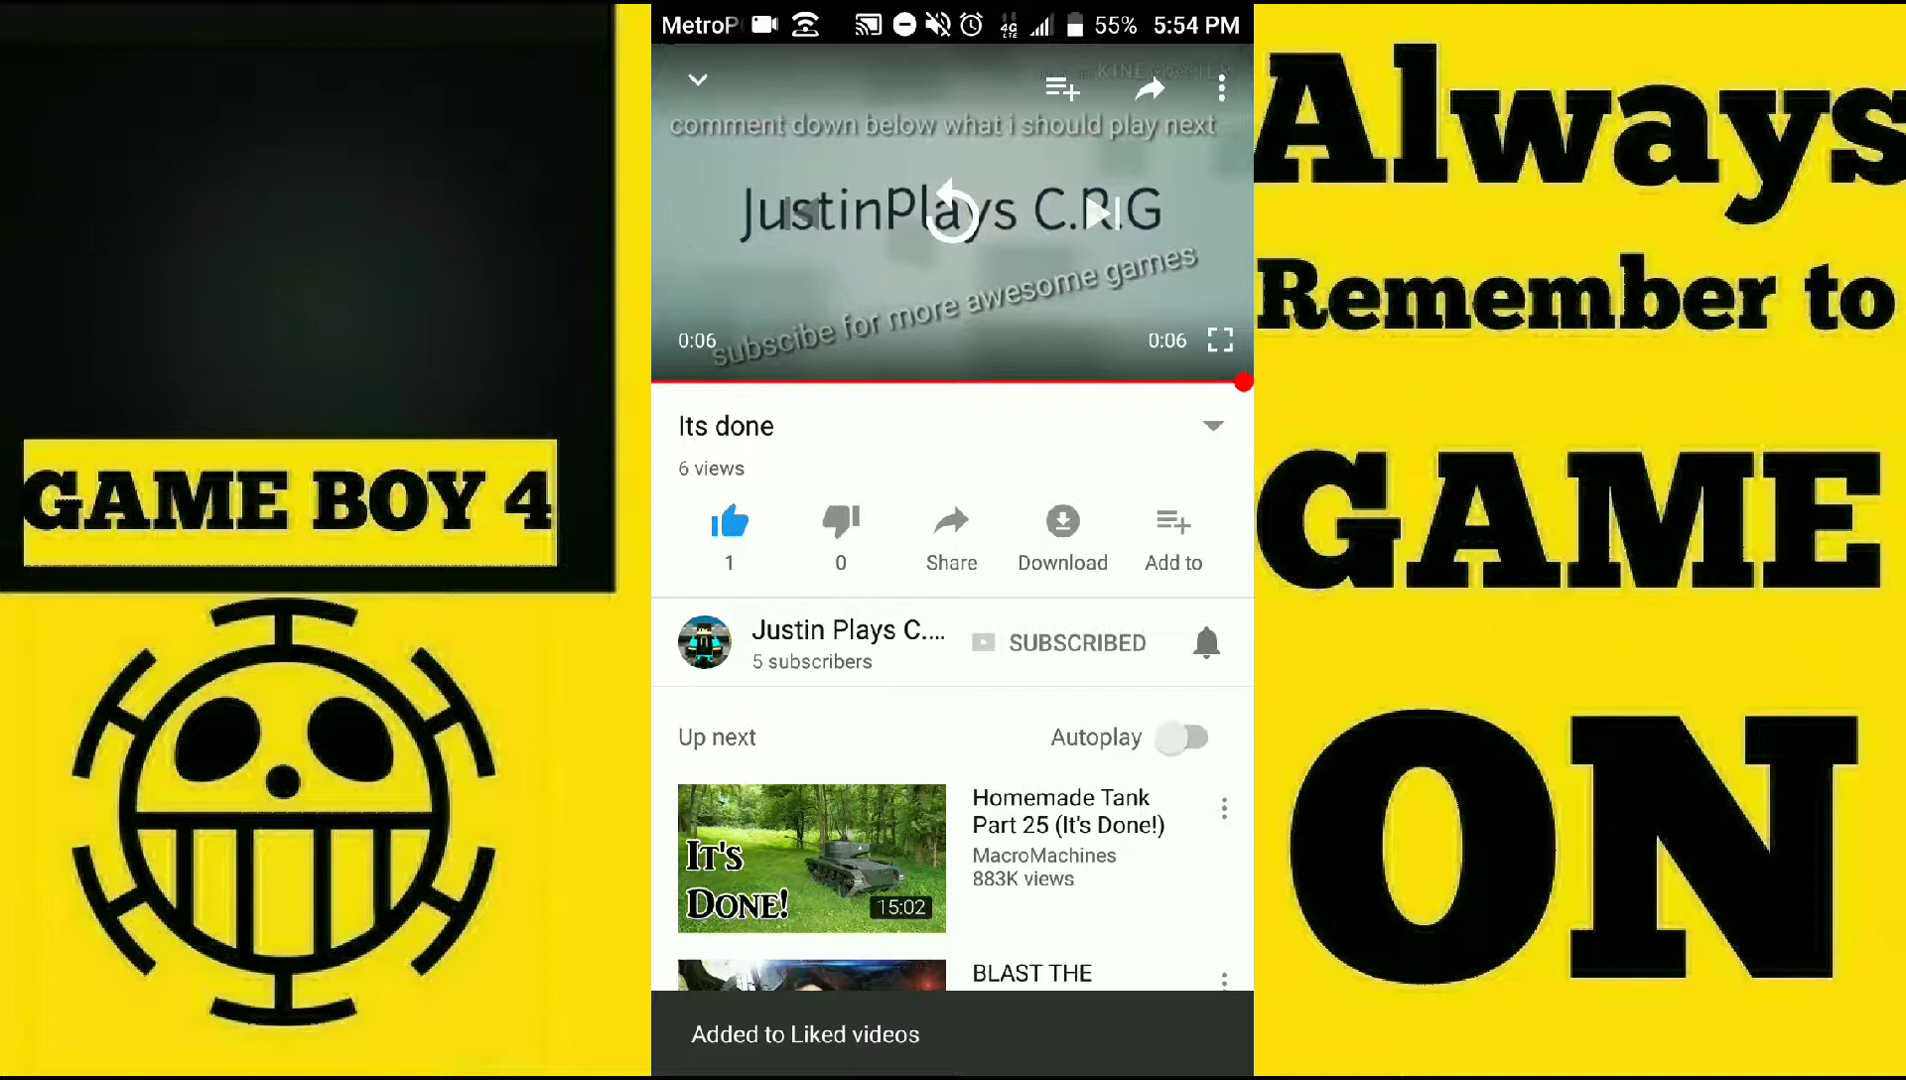 GAME BOY 4
MetroP 4G LTE 55% 5:54 PM
comment down below what i should play next
JustinPlays C.R.G
subscibe for more awesome games
0:06 0:06
Its done
6 views
1 0 Share Download Add to
Justin Plays C.... SUBSCRIBED
5 subscribers
Up next Autoplay
IT'S DONE!
15:02
Homemade Tank
Part 25 (It's Done!)
MacroMachines
883K views
BLAST THE
Added to Liked videos
Always
Remember to
GAME
ON